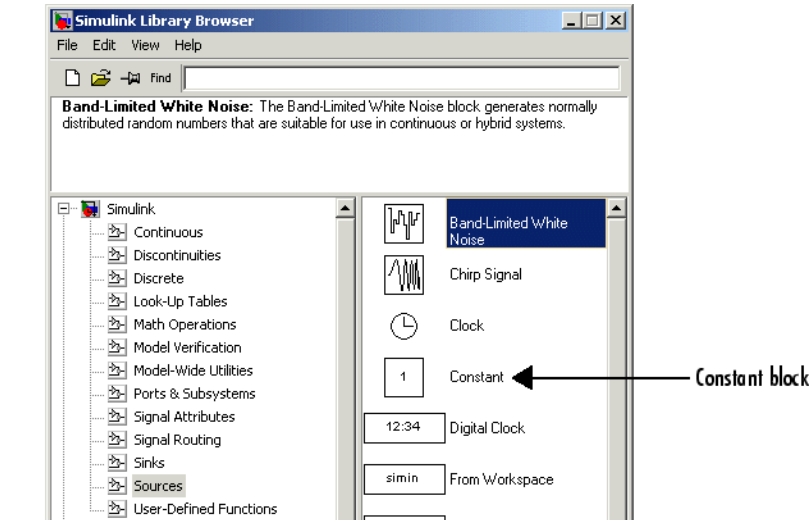 Simulink Library Browser
File Edit View Help
Find
Band-Limited White Noise: The Band-Limited White Noise block generates normally
distributed random numbers that are suitable for use in continuous or hybrid systems.
Simulink
Continuous
Discontinuities
Discrete
Look-Up Tables
Math Operations
Model Verification
Model-Wide Utilities
Ports & Subsystems
Signal Attributes
Signal Routing
Sinks
Sources
User-Defined Functions
Band-Limited White
Noise
Chirp Signal
Clock
1 Constant
Constant block
12:34 Digital Clock
simin From Workspace